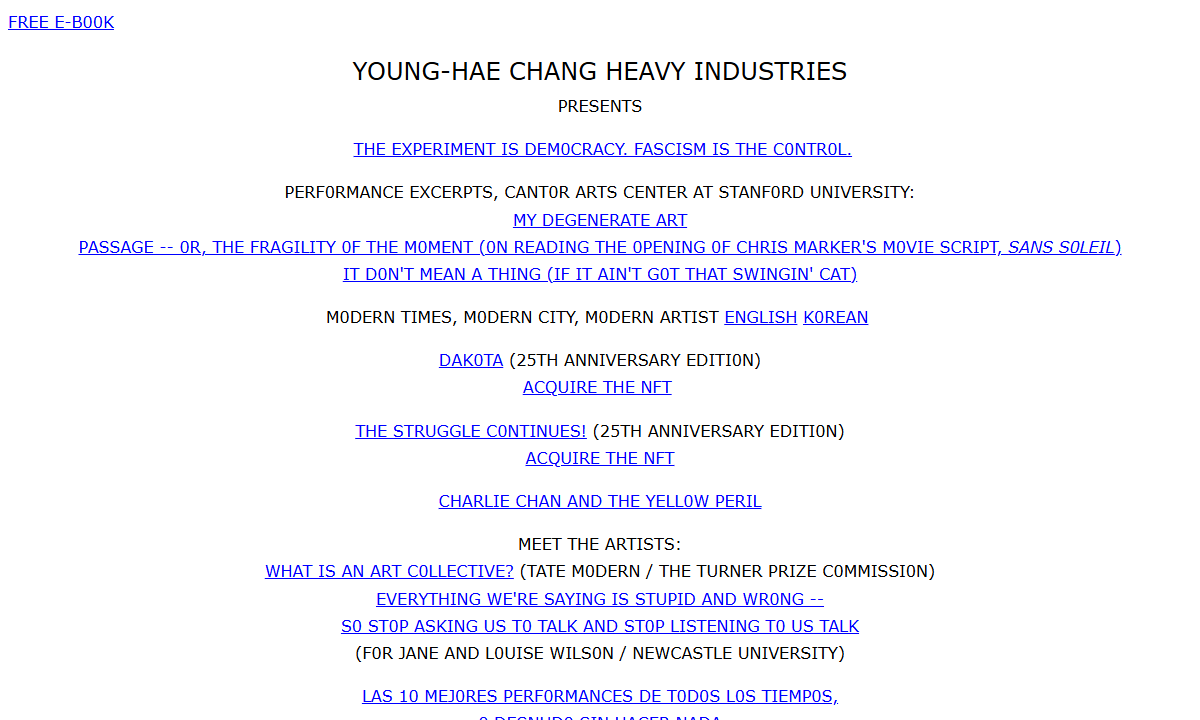 FREE E-B00K
YOUNG-HAE CHANG HEAVY INDUSTRIES
PRESENTS
THE EXPERIMENT IS DEM0CRACY. FASCISM IS THE C0NTR0L.
PERF0RMANCE EXCERPTS, CANT0R ARTS CENTER AT STANF0RD UNIVERSITY:
MY DEGENERATE ART
PASSAGE -- 0R, THE FRAGILITY 0F THE M0MENT (0N READING THE 0PENING 0F CHRIS MARKER'S M0VIE SCRIPT, SANS S0LEIL)
IT D0N'T MEAN A THING (IF IT AIN'T G0T THAT SWINGIN' CAT)
M0DERN TIMES, M0DERN CITY, M0DERN ARTIST ENGLISH K0REAN
DAK0TA (25TH ANNIVERSARY EDITI0N)
ACQUIRE THE NFT
THE STRUGGLE C0NTINUES! (25TH ANNIVERSARY EDITI0N)
ACQUIRE THE NFT
CHARLIE CHAN AND THE YELL0W PERIL
MEET THE ARTISTS:
WHAT IS AN ART C0LLECTIVE? (TATE M0DERN / THE TURNER PRIZE C0MMISSI0N)
EVERYTHING WE'RE SAYING IS STUPID AND WR0NG --
S0 ST0P ASKING US T0 TALK AND ST0P LISTENING T0 US TALK
(F0R JANE AND L0UISE WILS0N / NEWCASTLE UNIVERSITY)
LAS 10 MEJ0RES PERF0RMANCES DE T0D0S L0S TIEMP0S,
0 DESNUD0 SIN HACER NADA